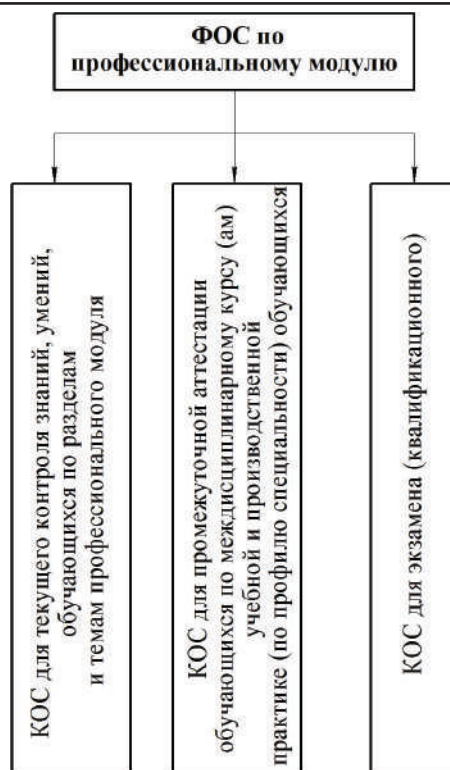 ФОС по
профессиональному модулю
КОС для текущего контроля знаний, умений,
обучающихся по разделам
и темам профессионального модуля
КОС для промежуточной аттестации
обучающихся по междисциплинарному курсу (ам)
учебной и производственной
практике (по профилю специальности) обучающихся
КОС для экзамена (квалификационного)